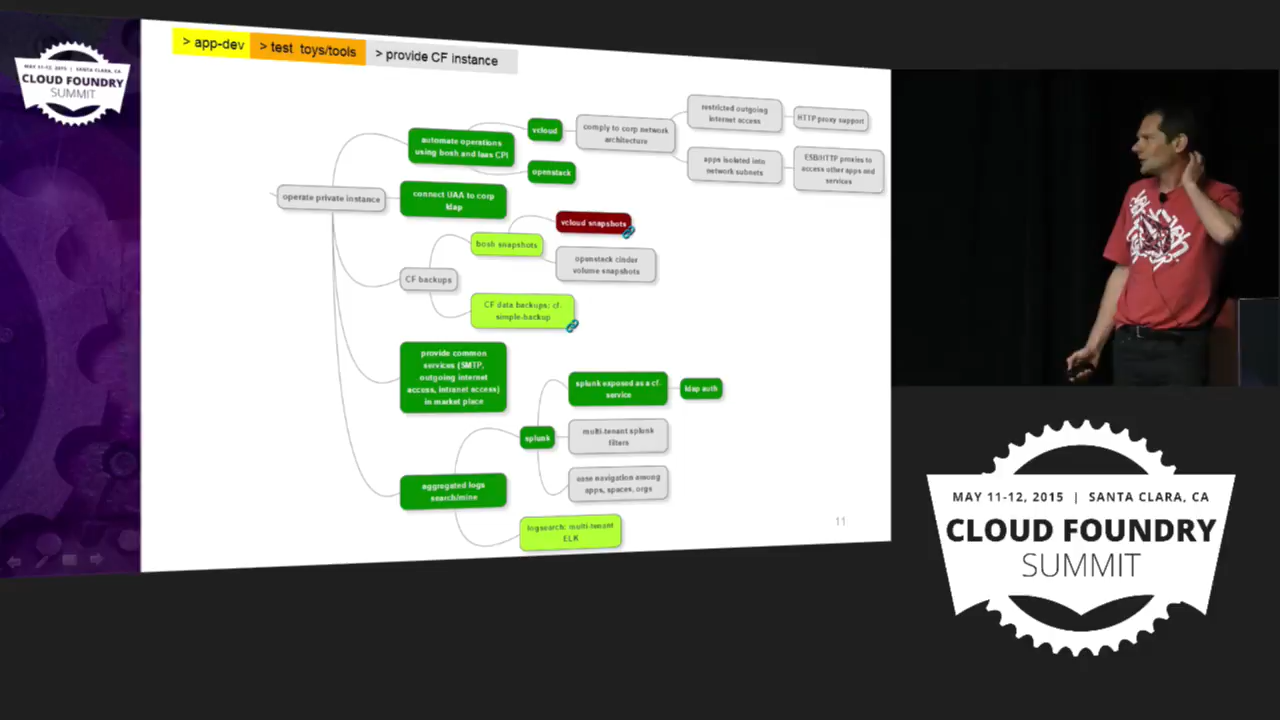 > app-dev
> test toys/tools
> provide CF instance
MAY 11-12, 2015 | SANTA CLARA, CA
CLOUD FOUNDRY
SUMMIT
operate private instance
automate operations
using bosh and Iaas CPI
vcloud
comply to corp network
architecture
restricted outgoing
internet access
HTTP proxy support
apps isolated into
network subnets
ESB/HTTP proxies to
access other apps and
services
openstack
connect UAA to corp
ldap
CF backups
bosh snapshots
vcloud snapshots
openstack cinder
volume snapshots
CF data backups: cf-
simple-backup
provide common
services (SMTP,
outgoing internet
access, intranet access)
in market place
aggregated logs
search/mine
splunk
splunk exposed as a cf-
service
ldap auth
multi-tenant splunk
filters
ease navigation among
apps, spaces, orgs
logsearch: multi-tenant
ELK
11
MAY 11-12, 2015 | SANTA CLARA, CA
CLOUD FOUNDRY
SUMMIT